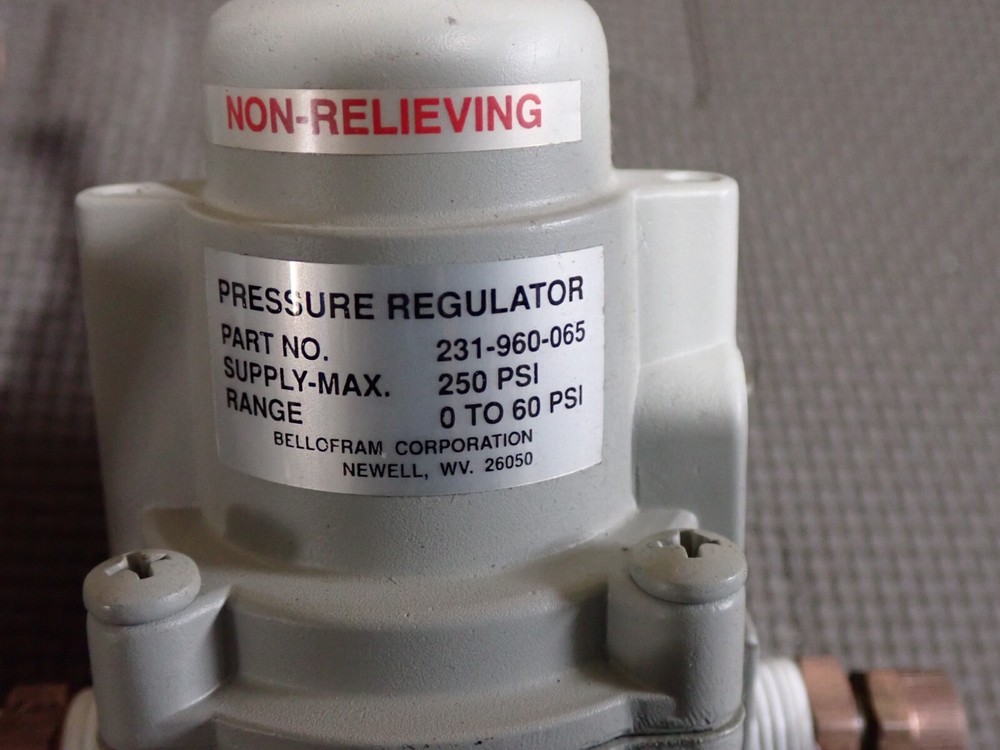 NON-RELIEVING
PRESSURE REGULATOR
PART NO. 231-960-065
SUPPLY-MAX. 250 PSI
RANGE 0 TO 60 PSI
BELLOFRAM CORPORATION
NEWELL, WV. 26050